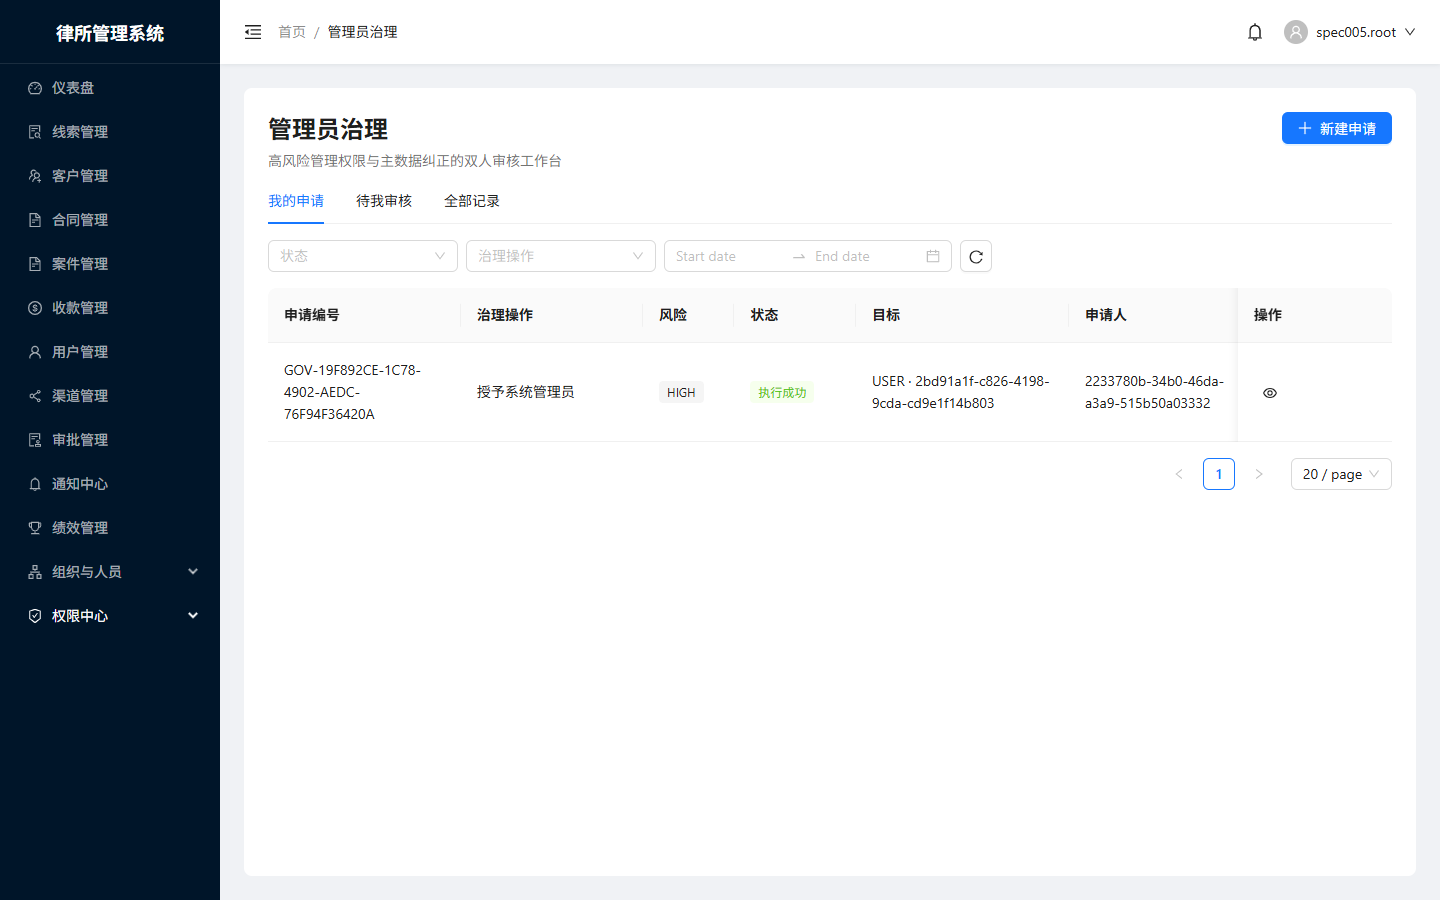 律所管理系统
首页 / 管理员治理
spec005.root
仪表盘
线索管理
客户管理
合同管理
案件管理
收款管理
用户管理
渠道管理
审批管理
通知中心
绩效管理
组织与人员
权限中心
管理员治理
新建申请
高风险管理权限与主数据纠正的双人审核工作台
我的申请 待我审核 全部记录
状态 治理操作 Start date End date
申请编号 治理操作 风险 状态 目标 申请人 操作
GOV-19F892CE-1C78-
4902-AEDC-
76F94F36420A
授予系统管理员
HIGH
执行成功
USER · 2bd91a1f-c826-4198-
9cda-cd9e1f14b803
2233780b-34b0-46da-
a3a9-515b50a03332
1
20 / page